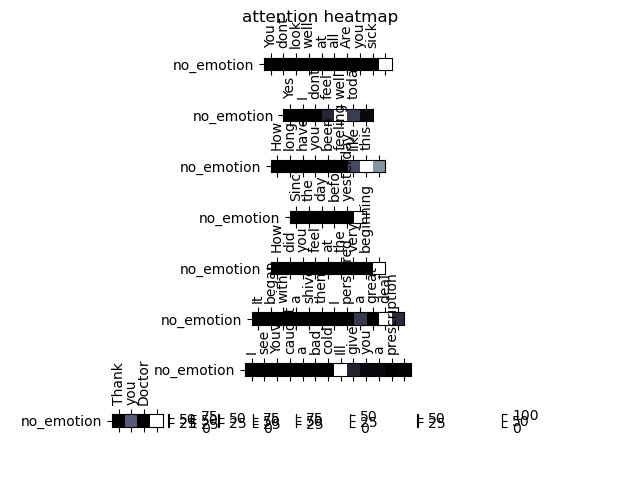 attention heatmap
You dont look well at all Are you sick
no_emotion
Yes I dont feel well today
no_emotion
How long have you been feeling like this
no_emotion
Since the day before yesterday
no_emotion
How did you feel at the very beginning
no_emotion
It began with a shiver then I perspired a great deal
no_emotion
I see Youve caught a bad cold Ill give you a prescription
no_emotion
Thank you Doctor
no_emotion
75 50 25 0
50 25
50 25
75 50 25
50 25 0
50 25
100 50 0